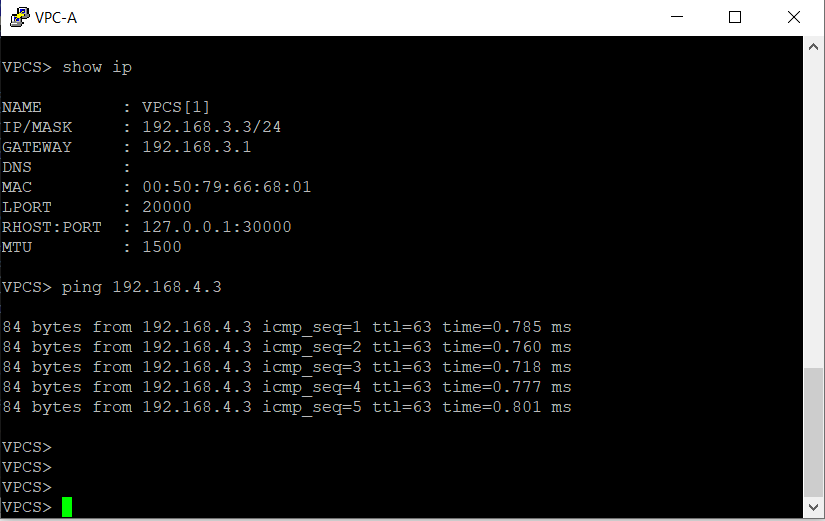 VPC-A
VPCS> show ip
NAME : VPCS[1]
IP/MASK : 192.168.3.3/24
GATEWAY : 192.168.3.1
DNS :
MAC : 00:50:79:66:68:01
LPORT : 20000
RHOST:PORT : 127.0.0.1:30000
MTU : 1500
VPCS> ping 192.168.4.3
84 bytes from 192.168.4.3 icmp_seq=1 ttl=63 time=0.785 ms
84 bytes from 192.168.4.3 icmp_seq=2 ttl=63 time=0.760 ms
84 bytes from 192.168.4.3 icmp_seq=3 ttl=63 time=0.718 ms
84 bytes from 192.168.4.3 icmp_seq=4 ttl=63 time=0.777 ms
84 bytes from 192.168.4.3 icmp_seq=5 ttl=63 time=0.801 ms
VPCS>
VPCS>
VPCS>
VPCS>